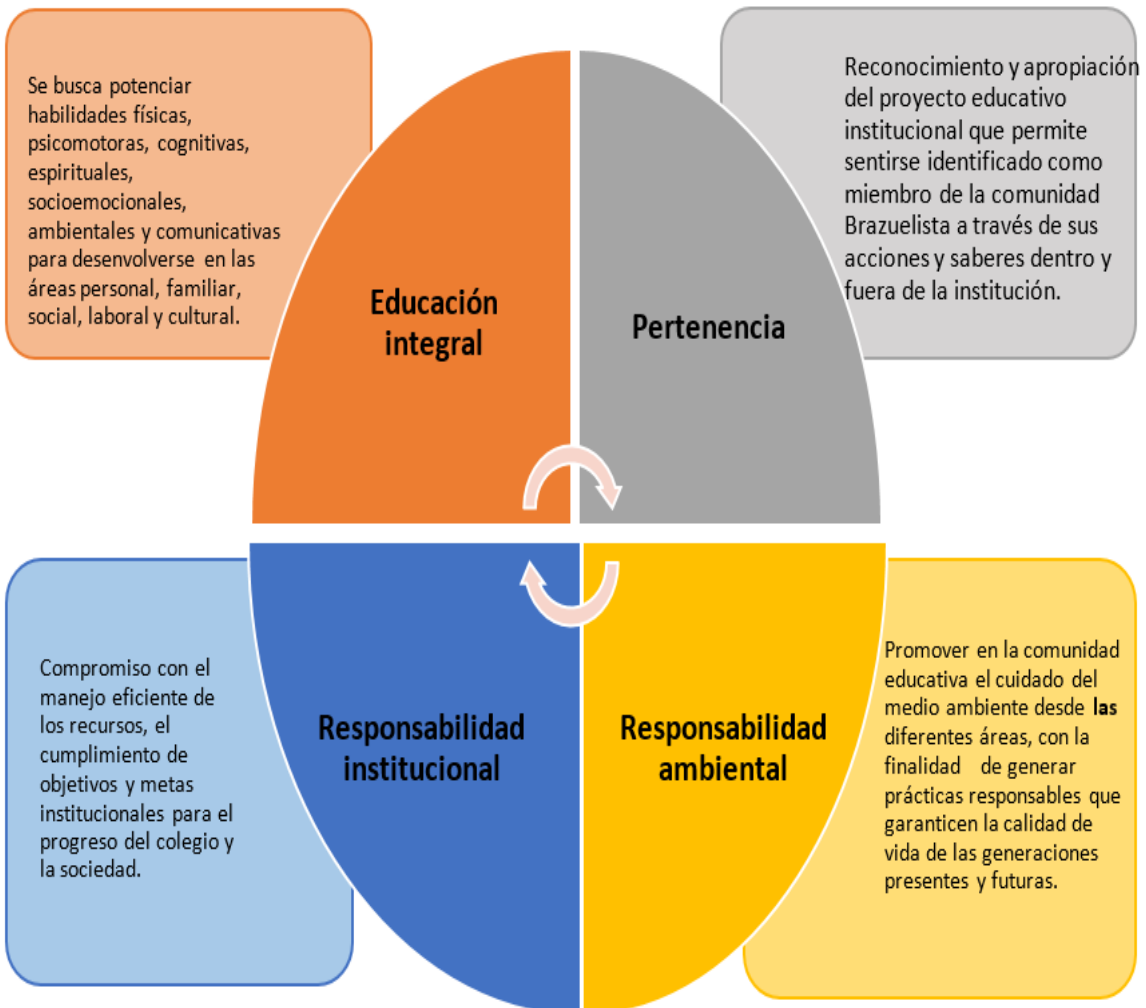 Se busca potenciar
habilidades físicas,
psicomotoras, cognitivas,
espirituales,
socioemocionales,
ambientales y comunicativas
para desenvolverse en las
áreas personal, familiar,
social, laboral y cultural.
Educación
integral
Reconocimiento y apropiación
del proyecto educativo
institucional que permite
sentirse identificado como
miembro de la comunidad
Brazuelista a través de sus
acciones y saberes dentro y
fuera de la institución.
Pertenencia
Compromiso con el
manejo eficiente de
los recursos, el
cumplimiento de
objetivos y metas
institucionales para el
progreso del colegio y
la sociedad.
Responsabilidad
institucional
Responsabilidad
ambiental
Promover en la comunidad
educativa el cuidado del
medio ambiente desde las
diferentes áreas, con la
finalidad de generar
prácticas responsables que
garanticen la calidad de
vida de las generaciones
presentes y futuras.